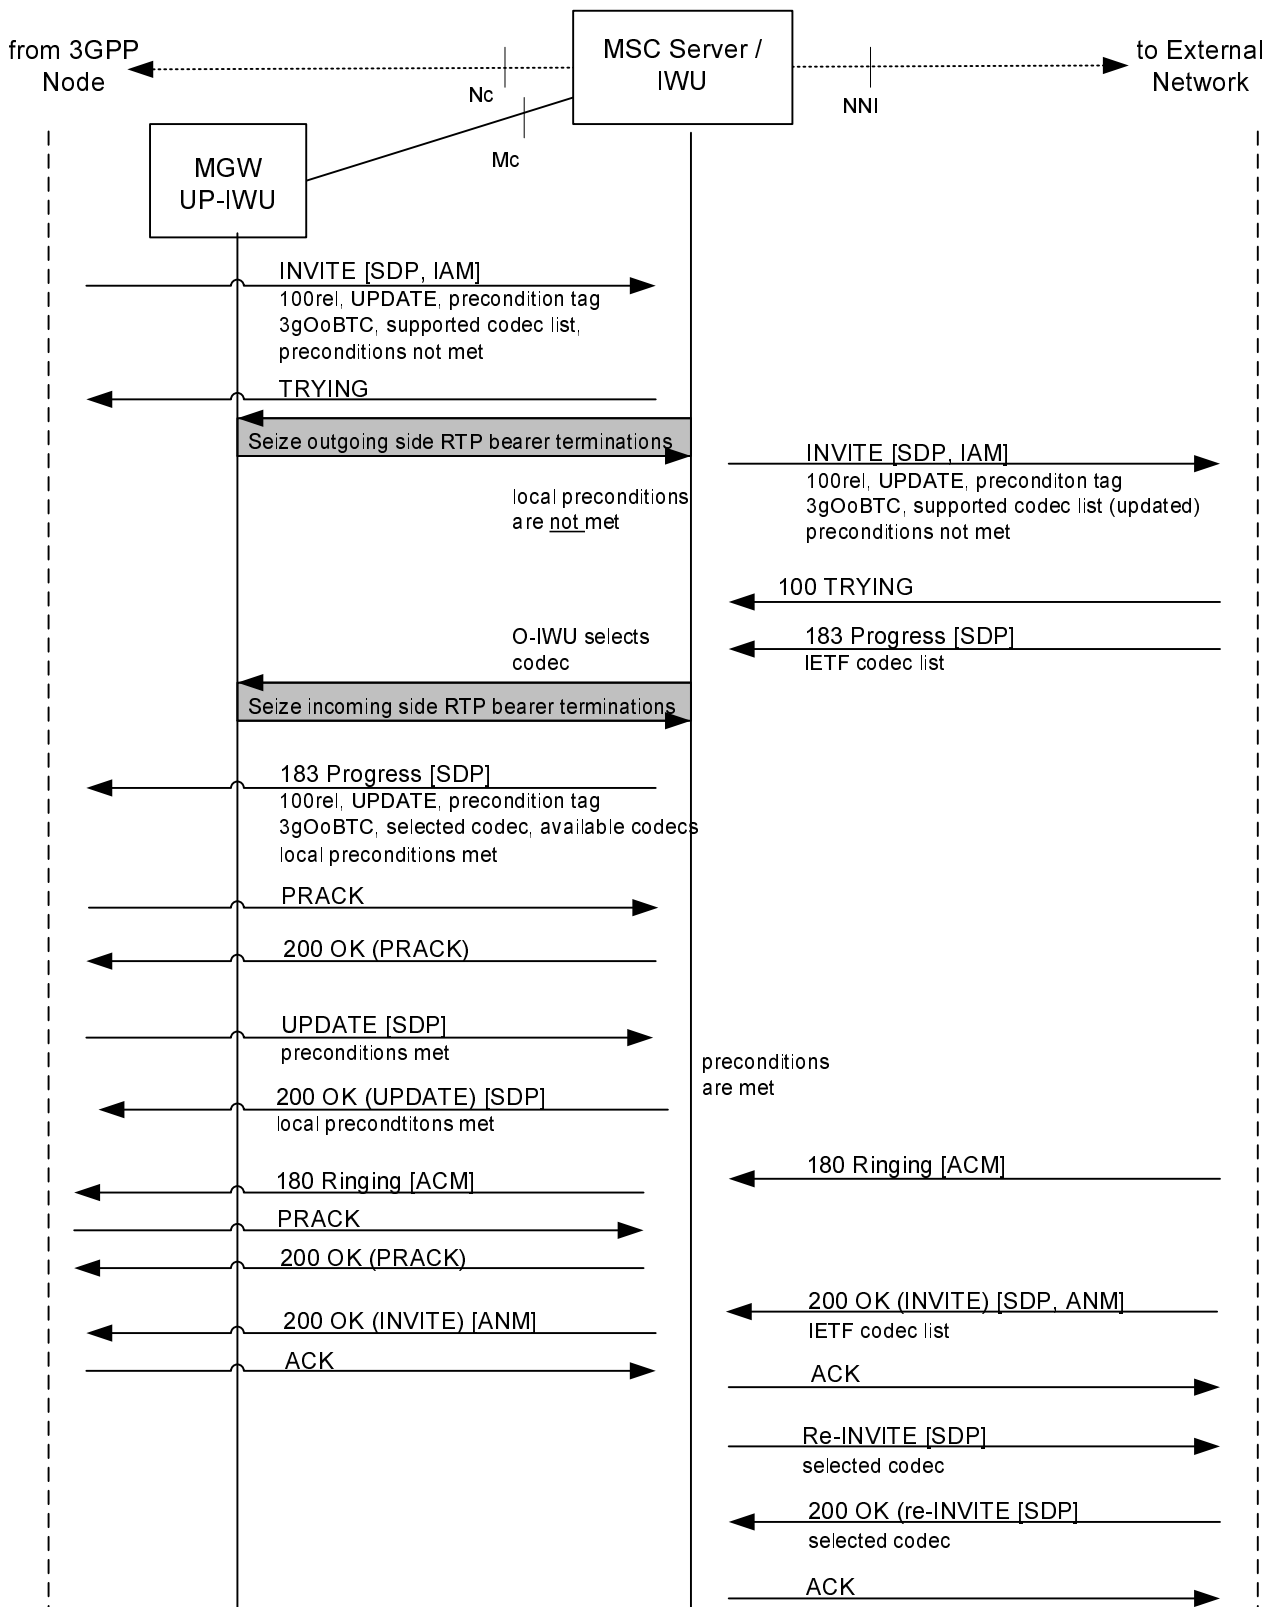 from 3GPP
Node
MSC Server /
IWU
to External
Network
Nc
NNI
Mc
MGW
UP-IWU
INVITE [SDP, IAM]
100rel, UPDATE, precondition tag
3gOoBTC, supported codec list,
preconditions not met
TRYING
Seize outgoing side RTP bearer terminations
INVITE [SDP, IAM]
100rel, UPDATE, preconditon tag
3gOoBTC, supported codec list (updated)
preconditions not met
local preconditions
are not met
100 TRYING
183 Progress [SDP]
IETF codec list
O-IWU selects
codec
Seize incoming side RTP bearer terminations
183 Progress [SDP]
100rel, UPDATE, precondition tag
3gOoBTC, selected codec, available codecs
local preconditions met
PRACK
200 OK (PRACK)
UPDATE [SDP]
preconditions met
preconditions
are met
200 OK (UPDATE) [SDP]
local precondtitons met
180 Ringing [ACM]
180 Ringing [ACM]
PRACK
200 OK (PRACK)
200 OK (INVITE) [SDP, ANM]
IETF codec list
200 OK (INVITE) [ANM]
ACK
ACK
Re-INVITE [SDP]
selected codec
200 OK (re-INVITE [SDP]
selected codec
ACK